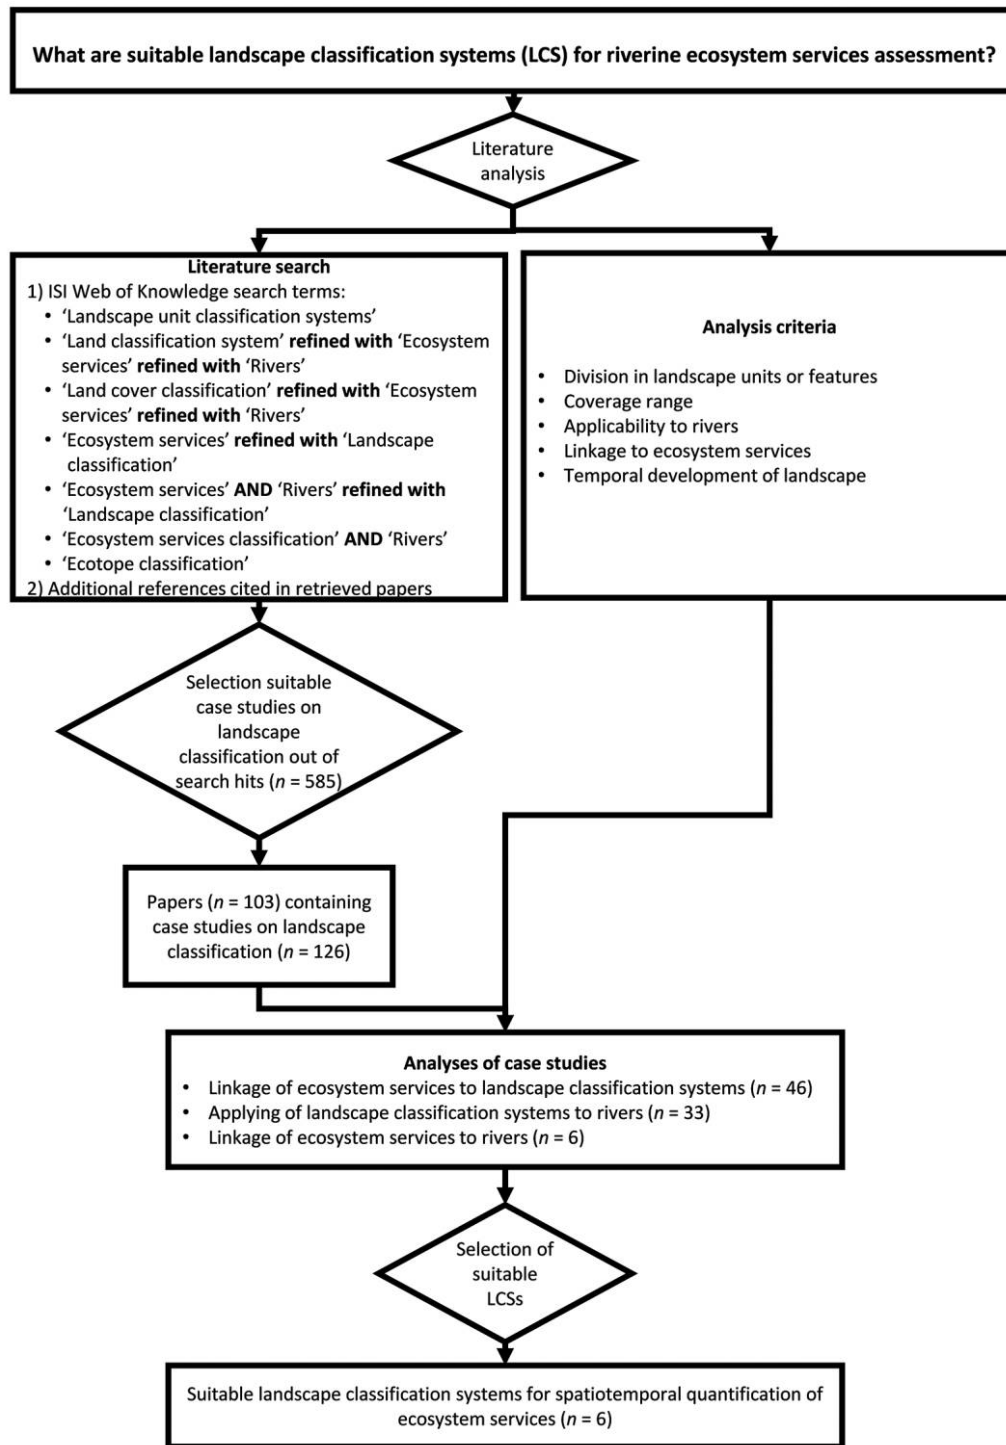 What are suitable landscape classification systems (LCS) for riverine ecosystem services assessment?
Literature
analysis
Literature search
1) ISI Web of Knowledge search terms:
• ‘Landscape unit classification systems’
• ‘Land classification system’ refined with ‘Ecosystem
services’ refined with ‘Rivers’
• ‘Land cover classification’ refined with ‘Ecosystem
services’ refined with ‘Rivers’
• ‘Ecosystem services’ refined with ‘Landscape
classification’
• ‘Ecosystem services’ AND ‘Rivers’ refined with
‘Landscape classification’
• ‘Ecosystem services classification’ AND ‘Rivers’
• ‘Ecotope classification’
2) Additional references cited in retrieved papers
Analysis criteria
• Division in landscape units or features
• Coverage range
• Applicability to rivers
• Linkage to ecosystem services
• Temporal development of landscape
Selection suitable
case studies on
landscape
classification out of
search hits (n = 585)
Papers (n = 103) containing
case studies on landscape
classification (n = 126)
Analyses of case studies
• Linkage of ecosystem services to landscape classification systems (n = 46)
• Applying of landscape classification systems to rivers (n = 33)
• Linkage of ecosystem services to rivers (n = 6)
Selection of
suitable
LCSs
Suitable landscape classification systems for spatiotemporal quantification of
ecosystem services (n = 6)